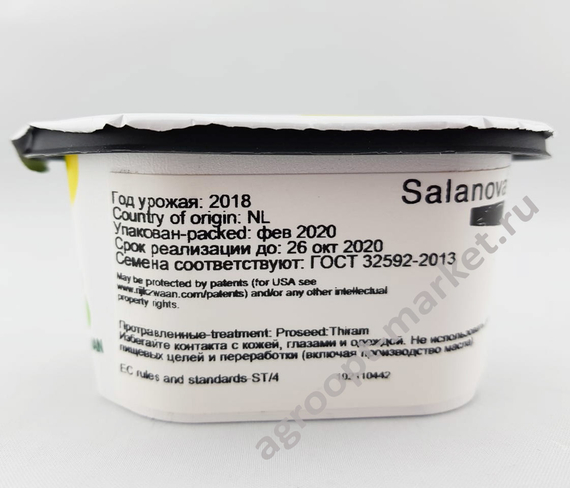 Salanova
Год урожая: 2018
Country of origin: NL
Упакован-packed: фев 2020
Срок реализации до: 26 окт 2020
Семена соответствуют: ГОСТ 32592-2013
May be protected by patents (for USA see
www.rijkzwaan.com/patents) and/or any other intellectual
property rights.
Протравленные-treatment: Proseed:Thiram
Избегайте контакта с кожей, глазами и одеждой. Не использова
пищевых целей и переработки (включая производство масла)
EC rules and standards-ST/4
agroopt-market.ru